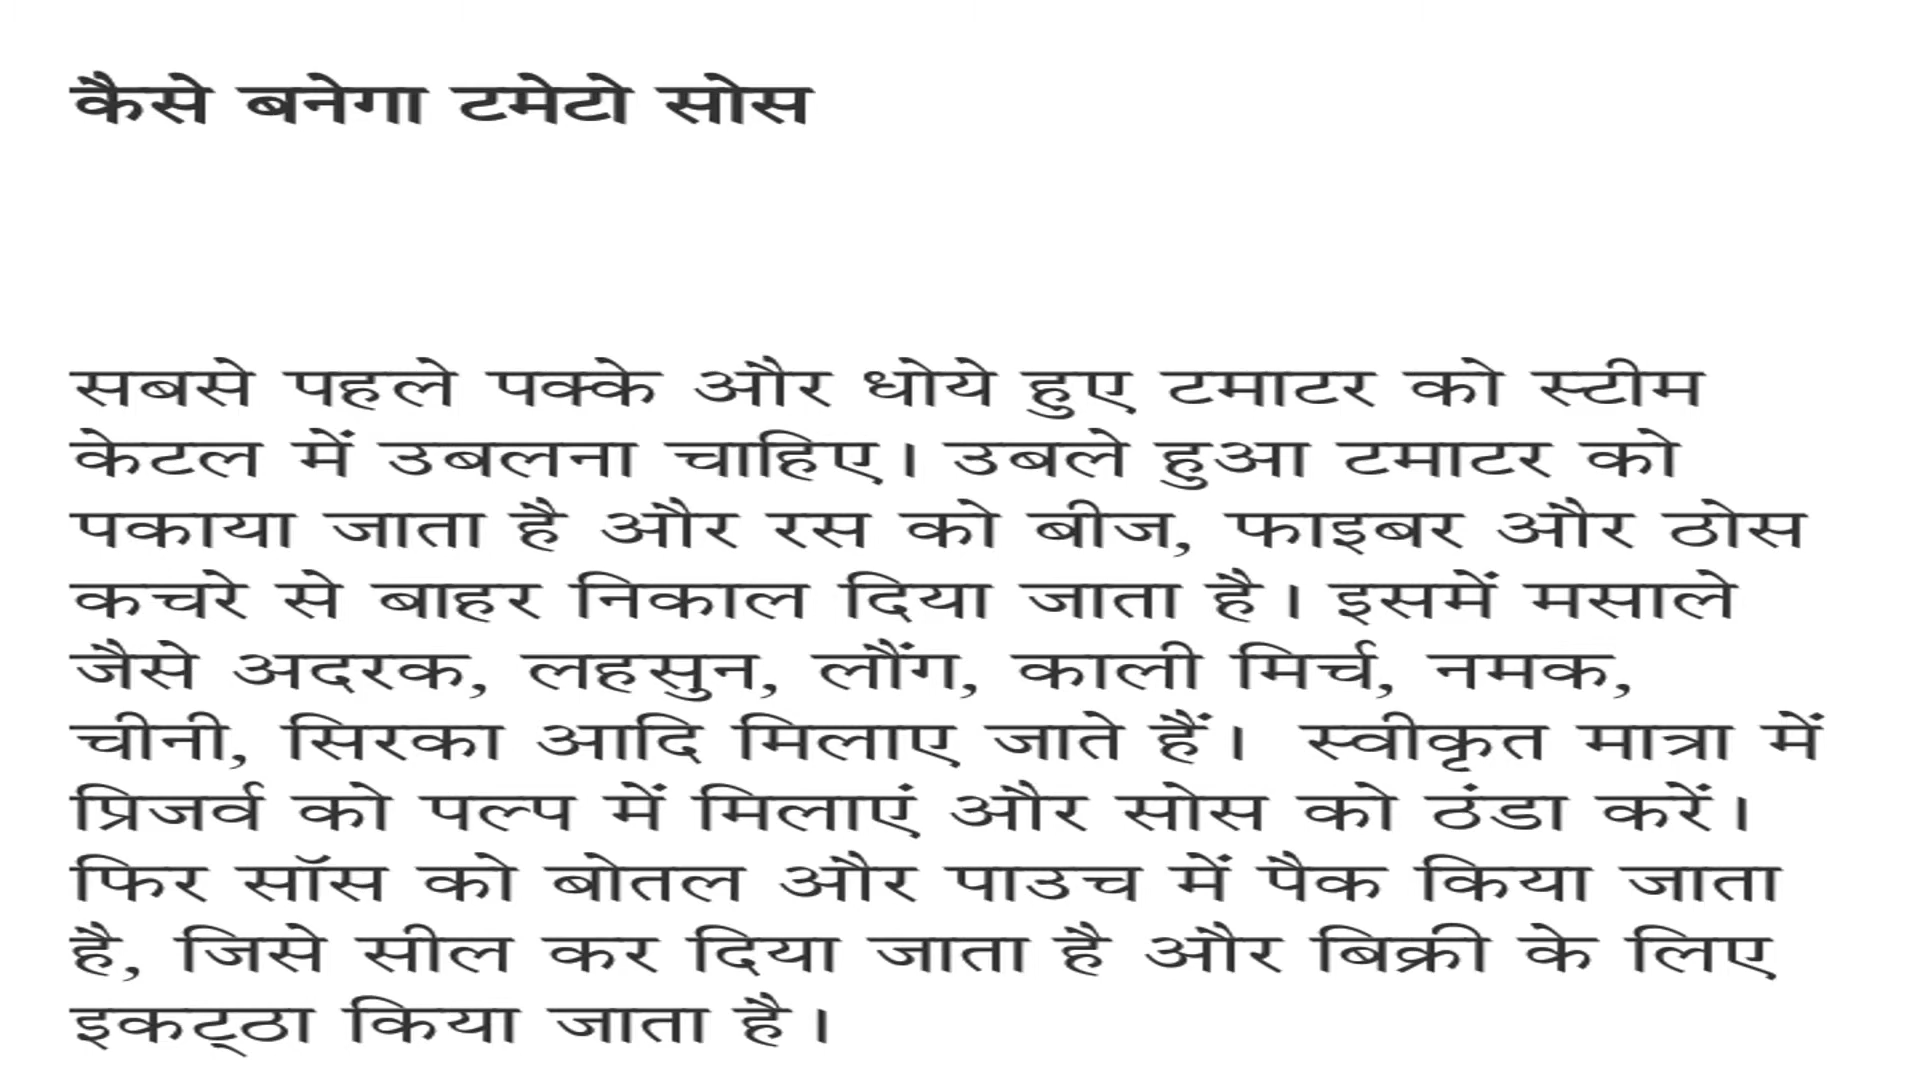 कैसे बनेगा टमेटो सोस
सबसे पहले पक्के और धोये हुए टमाटर को स्टीम
केटल में उबलना चाहिए। उबले हुआ टमाटर को
पकाया जाता है और रस को बीज, फाइबर और ठोस
कचरे से बाहर निकाल दिया जाता है। इसमें मसाले
जैसे अदरक, लहसुन, लौंग, काली मिर्च, नमक,
चीनी, सिरका आदि मिलाए जाते हैं। स्वीकृत मात्रा में
प्रिजर्व को पल्प में मिलाएं और सोस को ठंडा करें।
फिर सॉस को बोतल और पाउच में पैक किया जाता
है, जिसे सील कर दिया जाता है और बिक्री के लिए
इकट्ठा किया जाता है।